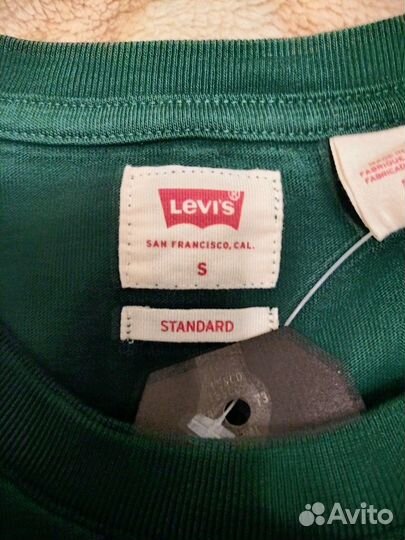 LEVI'S®
SAN FRANCISCO, CAL.
S
STANDARD
Avito